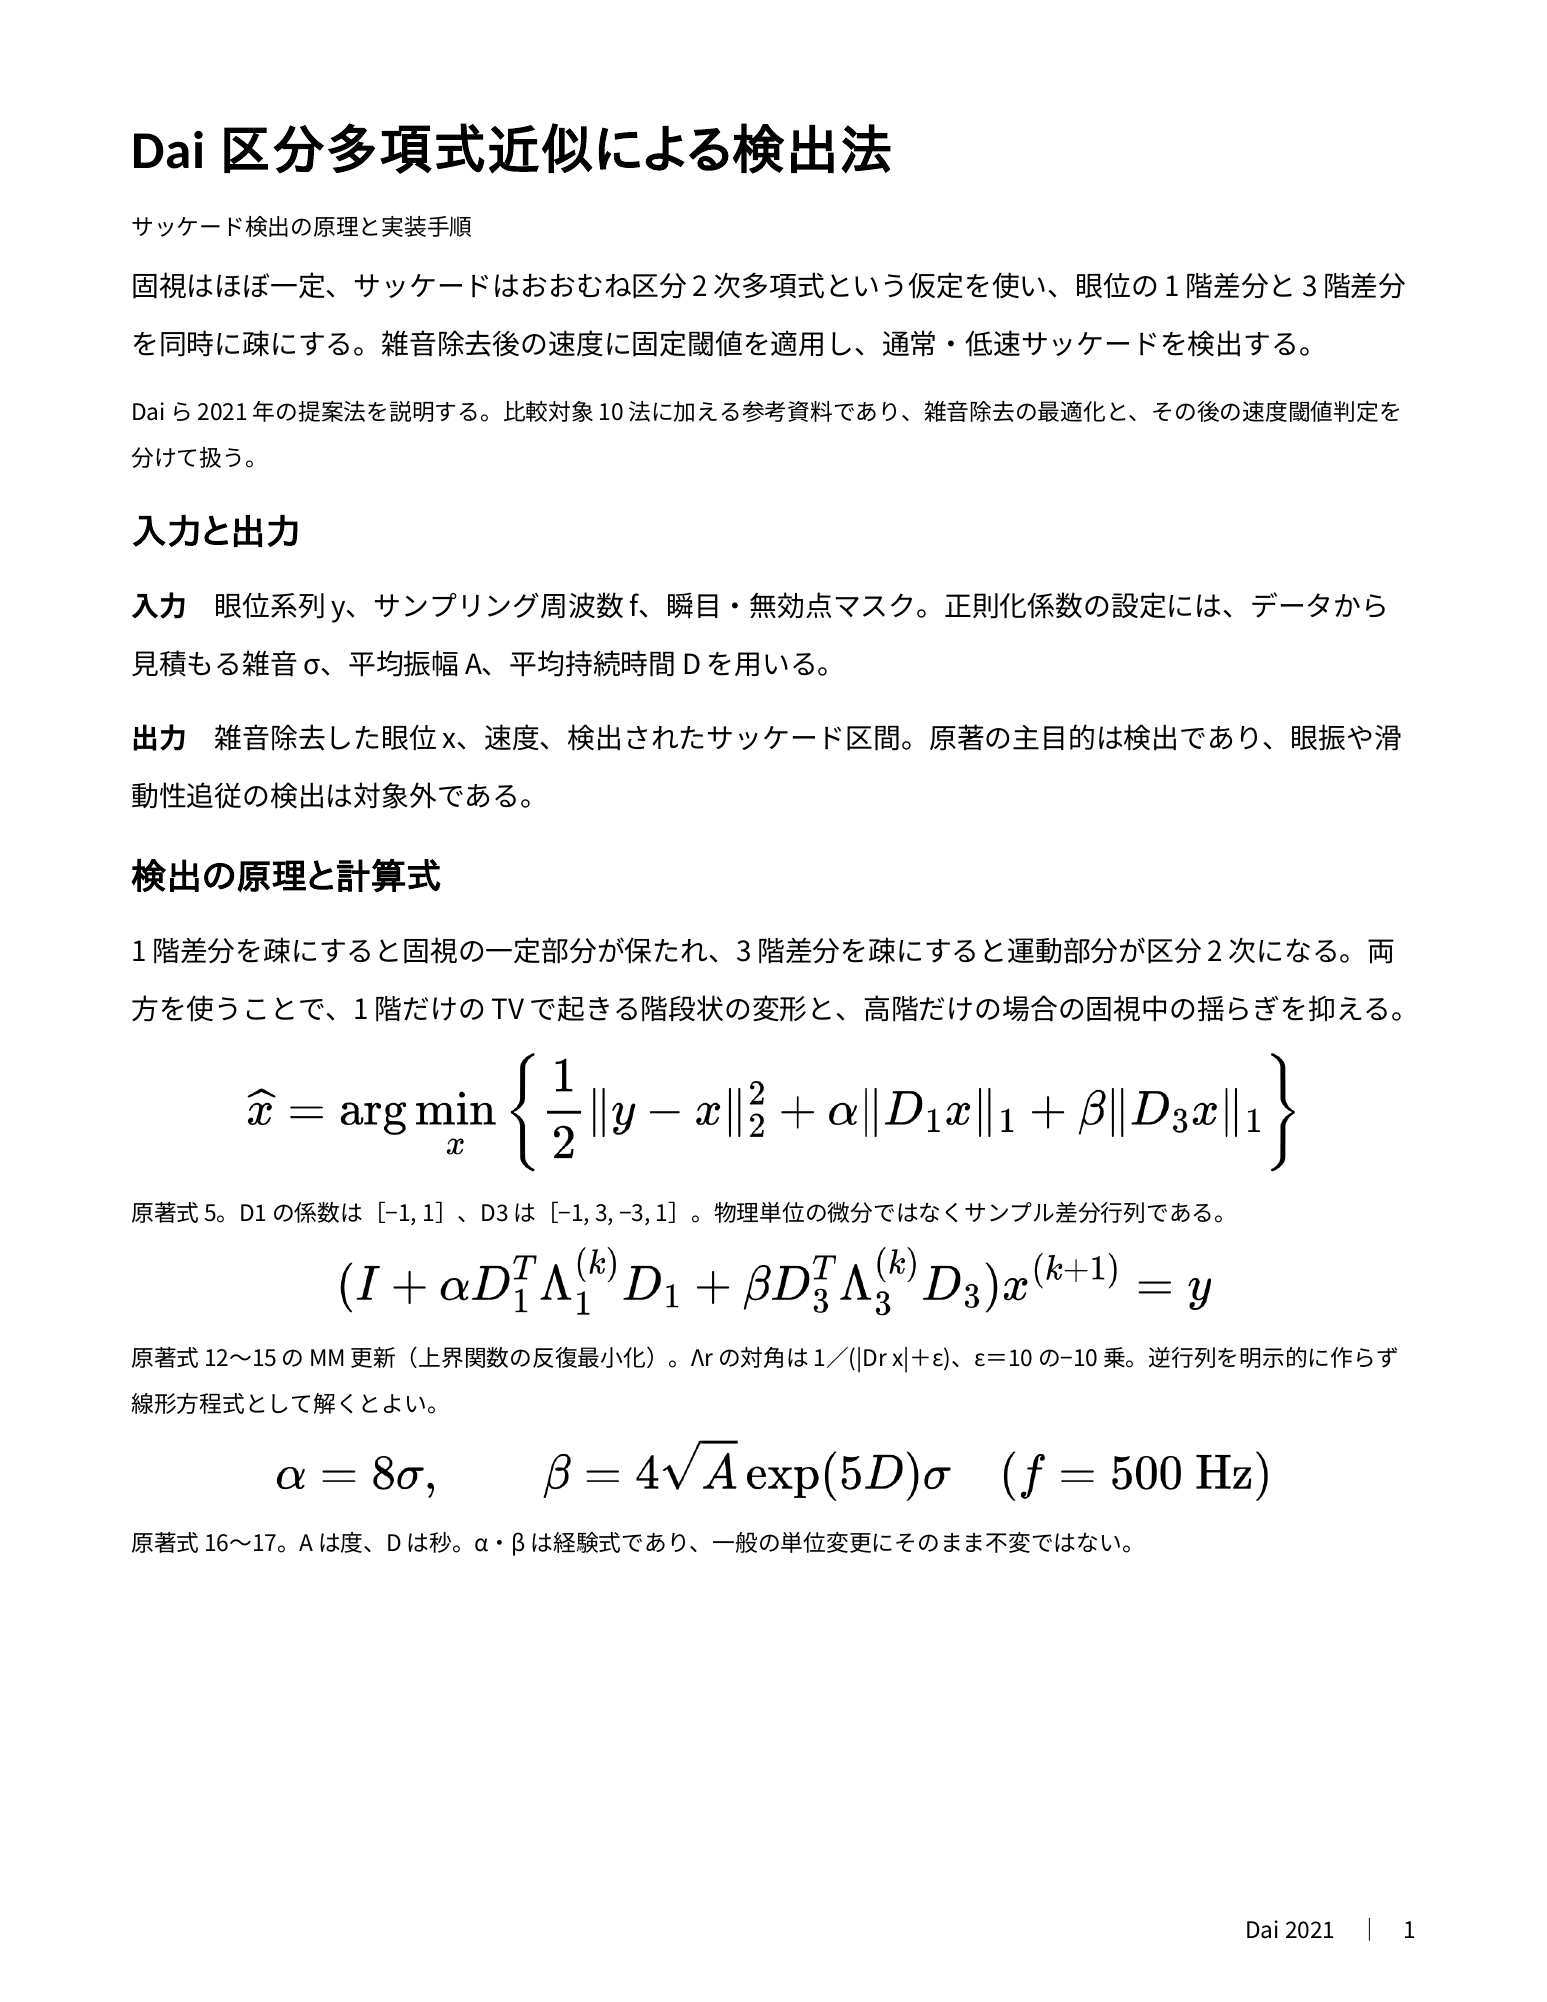 Dai 区分多項式近似による検出法
サッケード検出の原理と実装手順
固視はほぼ一定、サッケードはおおむね区分 2 次多項式という仮定を使い、眼位の 1 階差分と 3 階差分
を同時に疎にする。雑音除去後の速度に固定閾値を適用し、通常・低速サッケードを検出する。
Dai ら 2021 年の提案法を説明する。比較対象 10 法に加える参考資料であり、雑音除去の最適化と、その後の速度閾値判定を
分けて扱う。
入力と出力
入力　眼位系列 y、サンプリング周波数 f、瞬目・無効点マスク。正則化係数の設定には、データから
見積もる雑音 σ、平均振幅 A、平均持続時間 D を用いる。
出力　雑音除去した眼位 x、速度、検出されたサッケード区間。原著の主目的は検出であり、眼振や滑
動性追従の検出は対象外である。
検出の原理と計算式
1 階差分を疎にすると固視の一定部分が保たれ、3 階差分を疎にすると運動部分が区分 2 次になる。両
方を使うことで、1 階だけの TV で起きる階段状の変形と、高階だけの場合の固視中の揺らぎを抑える。
\widehat{x} = \arg\min_x \left\{ \frac{1}{2}\|y − x\|_2^2 + α\|D_1x\|_1 + β\|D_3x\|_1 \right\}
原著式 5。D1 の係数は［−1, 1］、D3 は［−1, 3, −3, 1］。物理単位の微分ではなくサンプル差分行列である。
(I + αD_1^TΛ_1^{(k)}D_1 + βD_3^TΛ_3^{(k)}D_3)x^{(k+1)} = y
原著式 12〜15 の MM 更新（上界関数の反復最小化）。Λr の対角は 1／(|Dr x|＋ε)、ε＝10 の−10 乗。逆行列を明示的に作らず
線形方程式として解くとよい。
α = 8σ, β = 4√A exp(5D)σ (f = 500 Hz)
原著式 16〜17。A は度、D は秒。α・β は経験式であり、一般の単位変更にそのまま不変ではない。
Dai 2021 ｜ 1